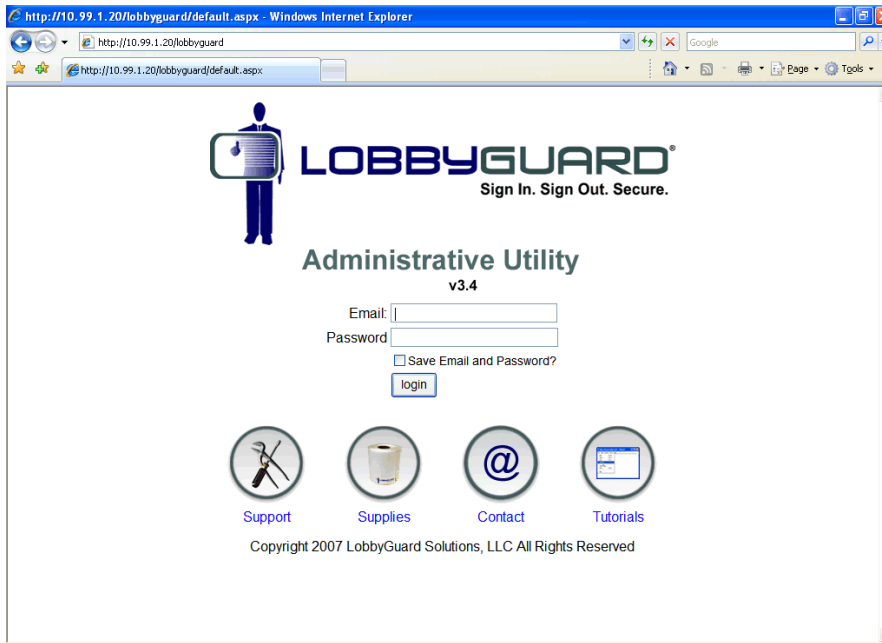 http://10.99.1.20/lobbyguard/default.aspx - Windows Internet Explorer
http://10.99.1.20/lobbyguard
Google
http://10.99.1.20/lobbyguard/default.aspx
Page
Tools
LOBBYGUARD®
Sign In. Sign Out. Secure.
Administrative Utility
v3.4
Email:
Password
Save Email and Password?
login
@
Support
Supplies
Contact
Tutorials
Copyright 2007 LobbyGuard Solutions, LLC All Rights Reserved